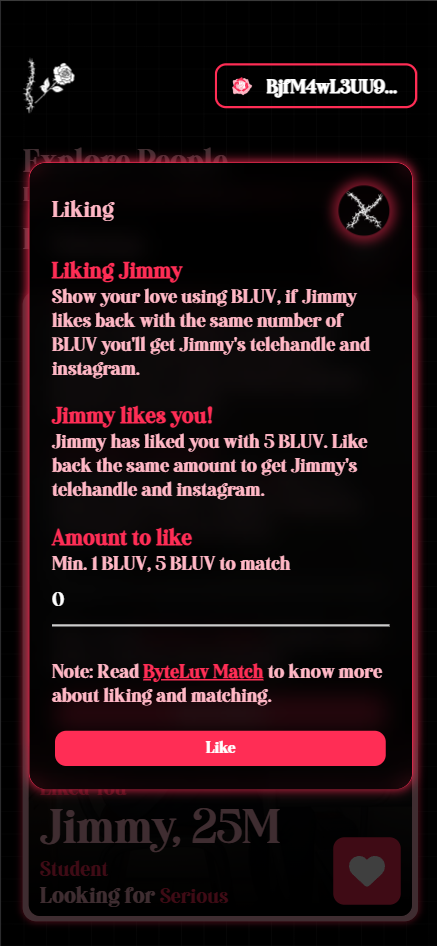 BjfM4wL3UU9...
Explore People
Liking
Liking Jimmy
Show your love using BLUV, if Jimmy
likes back with the same number of
BLUV you'll get Jimmy's telehandle and
instagram.
Jimmy likes you!
Jimmy has liked you with 5 BLUV. Like
back the same amount to get Jimmy's
telehandle and instagram.
Amount to like
Min. 1 BLUV, 5 BLUV to match
0
Note: Read ByteLuv Match to know more
about liking and matching.
Like
Liked You
Jimmy, 25M
Student
Looking for Serious